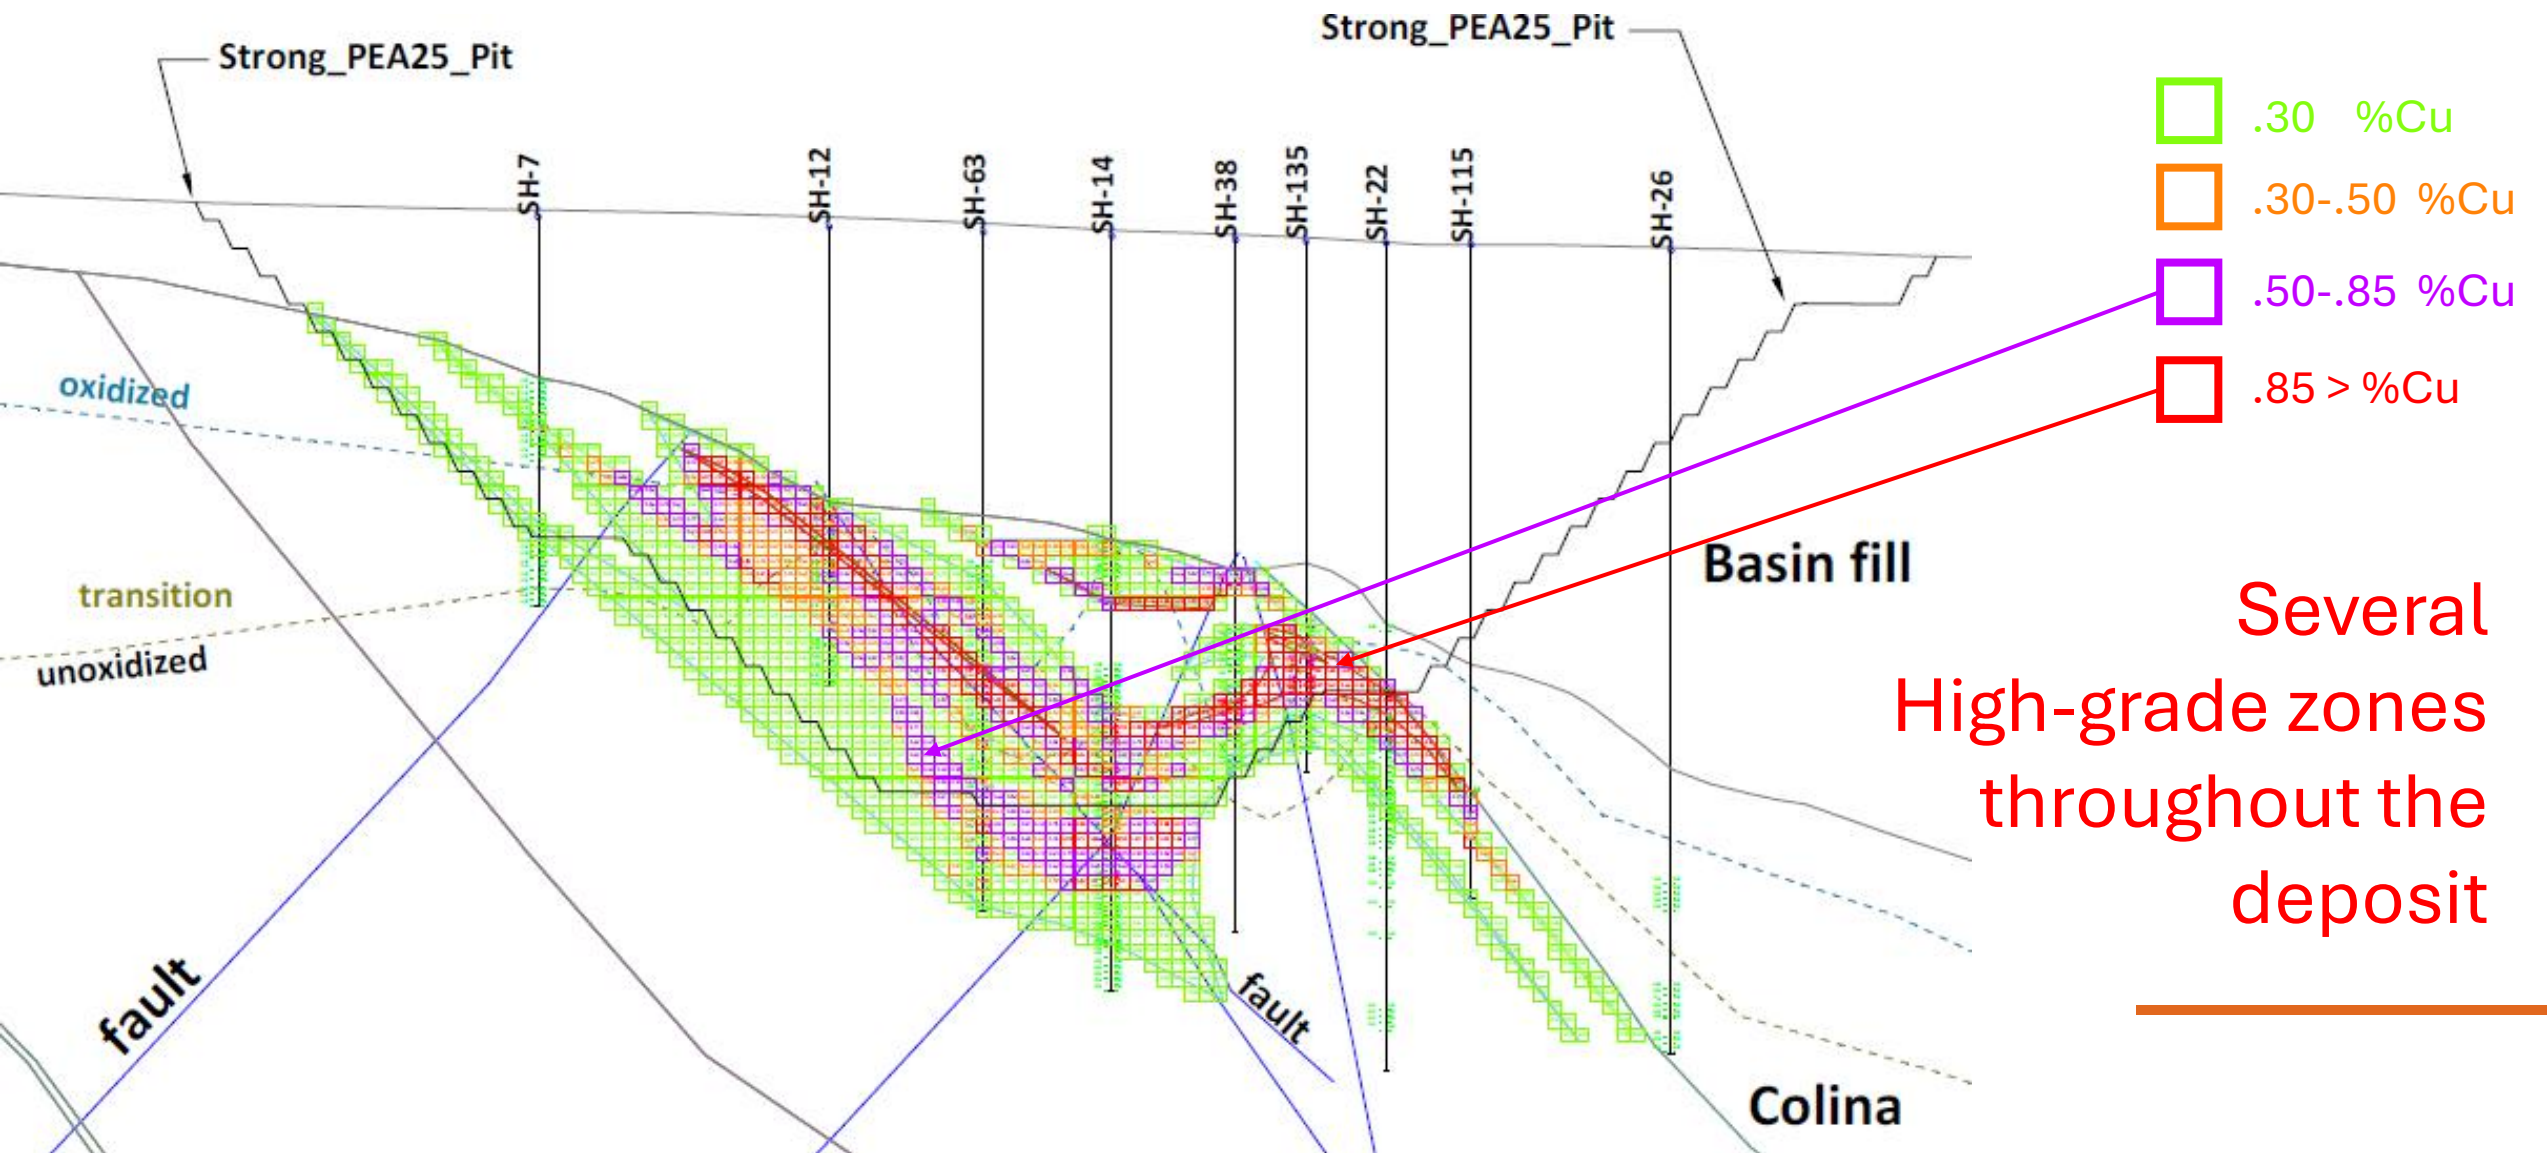 Strong_PEA25_Pit
Strong_PEA25_Pit
.30 %Cu
.30-.50 %Cu
.50-.85 %Cu
.85 > %Cu
SH-7
SH-12
SH-63
SH-14
SH-38
SH-135
SH-22
SH-115
SH-26
oxidized
transition
unoxidized
Basin fill
Several
High-grade zones
throughout the
deposit
fault
fault
Colina